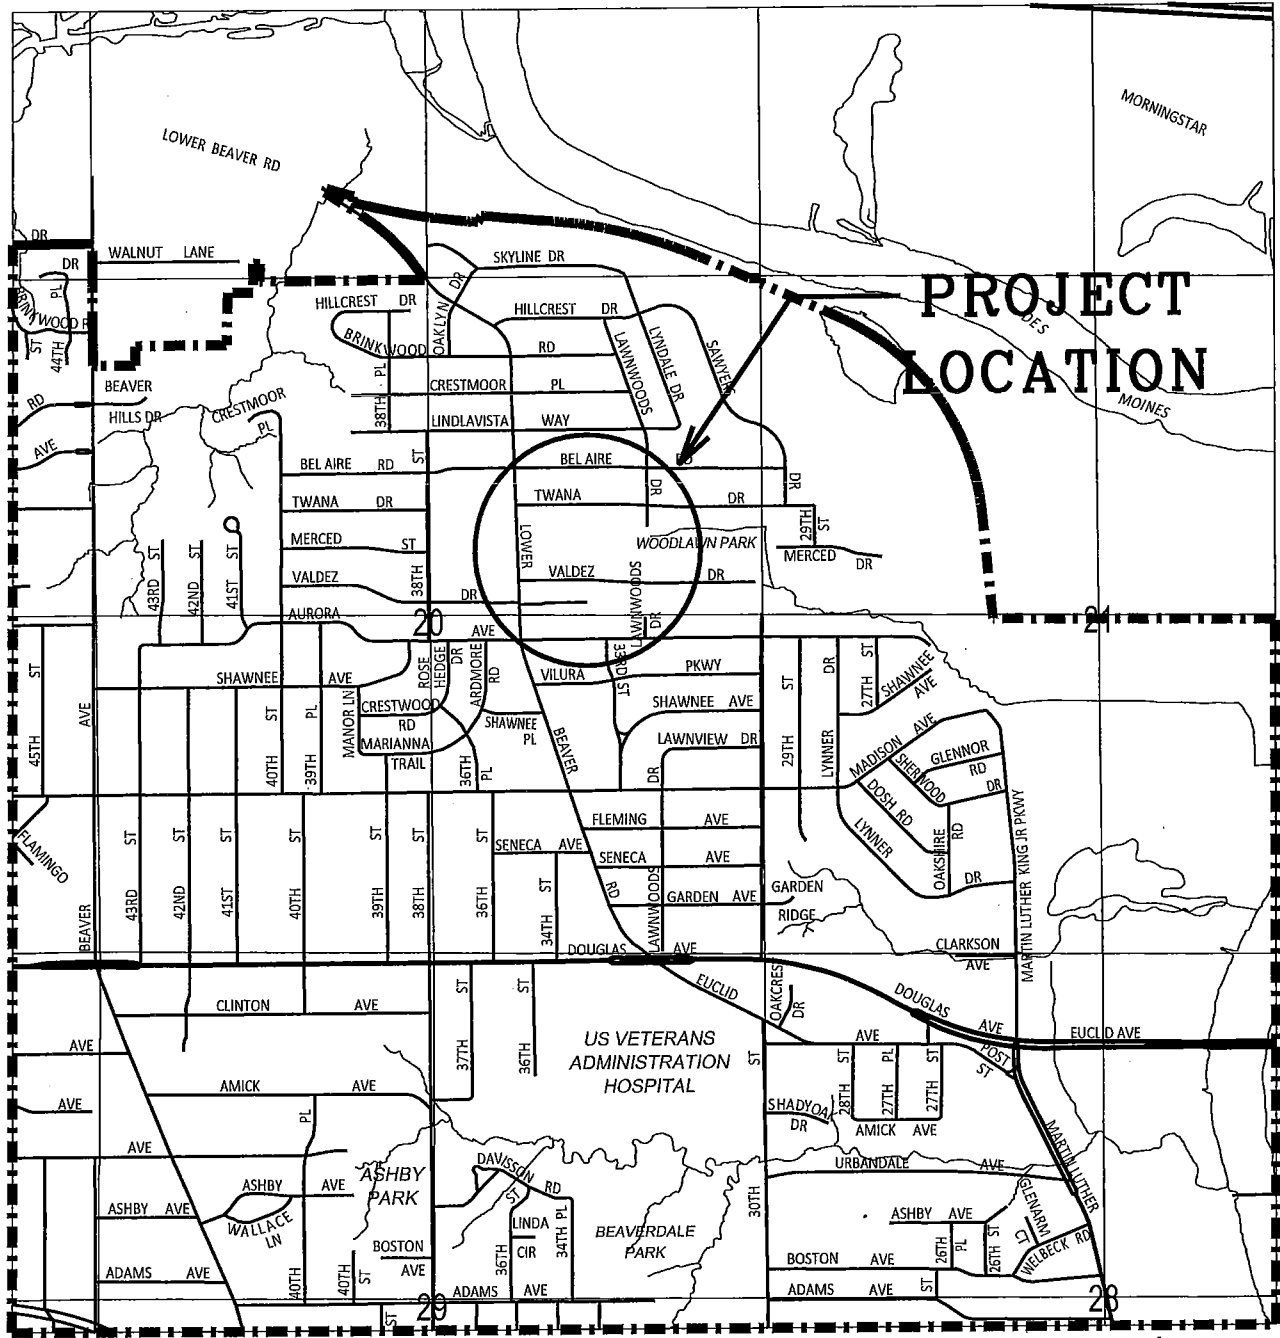 MORNINGSTAR
LOWER BEAVER RD
DR
WALNUT LANE
DR
SKYLINE DR
PL
DR
PROJECT
DES
HILLCREST DR
HILLCREST DR
OAKLYN
LYNDALE DR
SAWYERS
LAWNWOODS
BRINKWOOD
RD
LOCATION
ST
44TH
BEAVER
CRESTMOOR PL
PL
38TH
MOINES
RD
HILLS DR
CRESTMOOR
PL
LINDLAVISTA WAY
AVE
ST
BEL AIRE RD
BEL AIRE
RD
DR
DR
TWANA DR
TWANA DR
29TH ST
LOWER
WOODLAWN PARK
MERCED ST
MERCED DR
43RD ST
42ND ST
41ST ST
VALDEZ
DR
38TH
VALDEZ DR
LAWNWOODS
DR
AURORA
20
AVE
21
ST
SHAWNEE AVE
ROSE
HEDGE
DR
ARDMORE
RD
VILURA PKWY
33RD ST
DR
ST
27TH
SHAWNEE
AVE
AVE
45TH
ST
40TH
PL
39TH
MANOR LN
CRESTWOOD
RD
MARIANNA
TRAIL
SHAWNEE
PL
36TH
PL
BEAVER
SHAWNEE AVE
LAWNVIEW DR
DR
ST
29TH
LYNNER
MADISON AVE
GLENNOR
RD
SHERWOOD
DR
DOSH RD
FLAMINGO
FLEMING AVE
LYNNER
OAKSHIRE
RD
DR
MARTIN LUTHER KING JR PKWY
SENECA AVE
SENECA AVE
ST
43RD
ST
42ND
ST
41ST
ST
40TH
ST
39TH
ST
38TH
ST
36TH
ST
34TH
RD
GARDEN AVE
GARDEN
RIDGE
LAWNWOODS
BEAVER
DOUGLAS AVE
CLARKSON
AVE
EUCLID
OAKCREST
DR
DOUGLAS
AVE
EUCLID AVE
CLINTON AVE
ST
37TH
ST
36TH
US VETERANS
ADMINISTRATION
HOSPITAL
AVE
ST
AVE
POST
ST
ST
28TH
PL
27TH
ST
27TH
AMICK AVE
AVE
PL
SHADYOA
DR
AMICK AVE
MARTIN LUTHER
AVE
ASHBY
PARK
DAVISSON RD
URBANDALE AVE
ASHBY AVE
ST
ASHBY AVE
WALLACE
LN
LINDA
CIR
34TH PL
36TH
BEAVERDALE
PARK
30TH
ASHBY AVE
GLENARM
CT
26TH
PL
26TH ST
WELBECK RD
BOSTON
AVE
BOSTON AVE
ADAMS AVE
40TH
40TH
ST
ADAMS AVE
ADAMS AVE
ST
ST
29
28